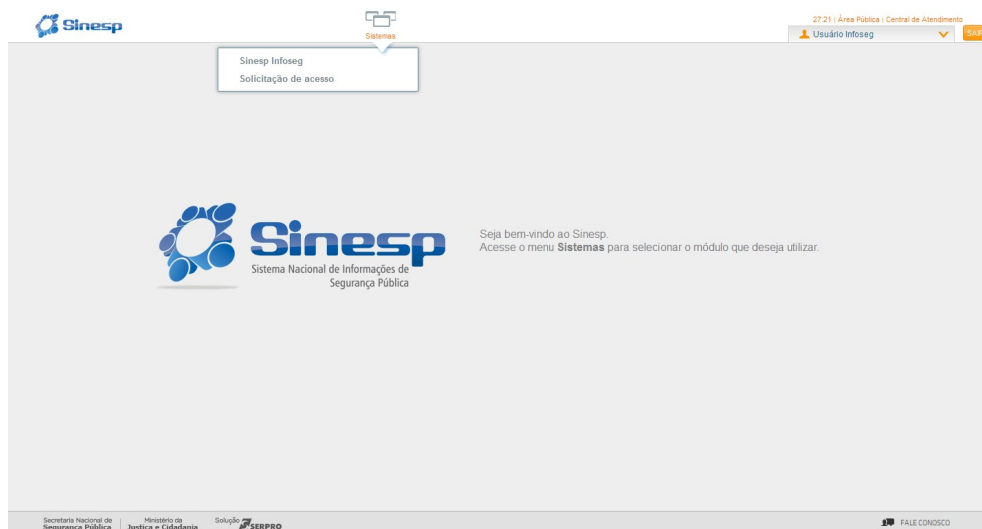 Sinesp
Sistemas
27:21 | Área Pública | Central de Atendimento
Usuário Infoseg
SAIR
Sinesp Infoseg
Solicitação de acesso
Sinesp
Sistema Nacional de Informações de
Segurança Pública
Seja bem-vindo ao Sinesp.
Acesse o menu Sistemas para selecionar o módulo que deseja utilizar.
Secretaria Nacional de
Segurança Pública
Ministério da
Justiça e Cidadania
Solução
SERPRO
FALE CONOSCO